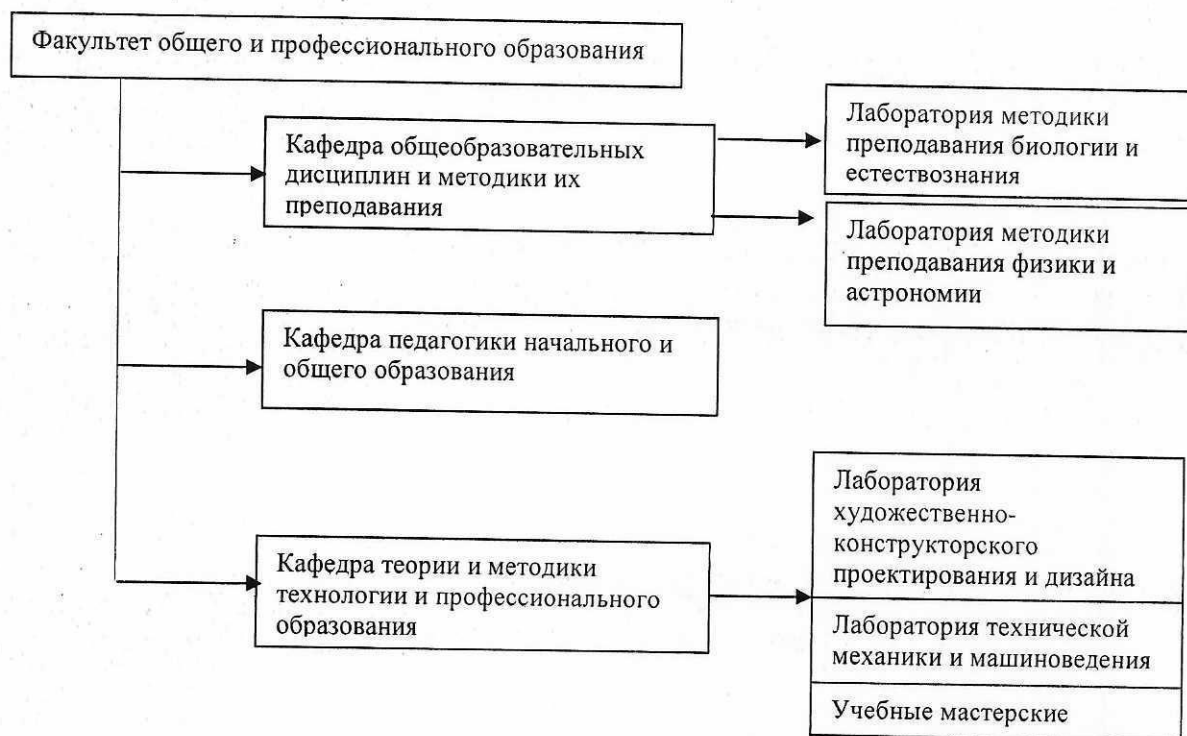 Факультет общего и профессионального образования
Кафедра общеобразовательных
дисциплин и методики их
преподавания
Лаборатория методики
преподавания биологии и
естествознания
Лаборатория методики
преподавания физики и
астрономии
Кафедра педагогики начального и
общего образования
Кафедра теории и методики
технологии и профессионального
образования
Лаборатория
художественно-
конструкторского
проектирования и дизайна
Лаборатория технической
механики и машиноведения
Учебные мастерские